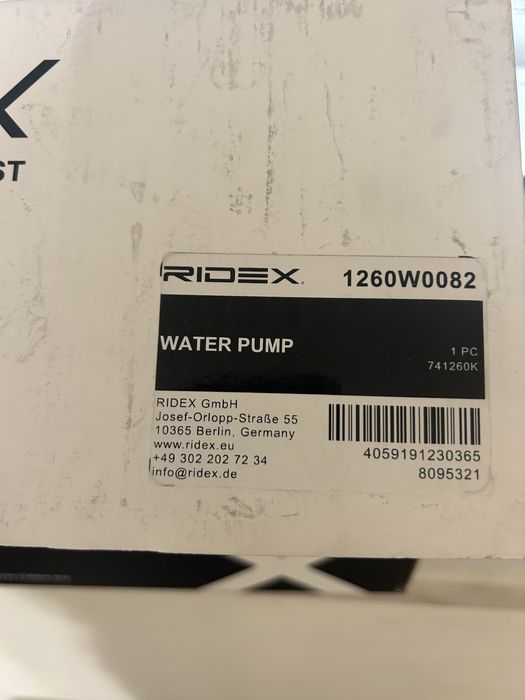 ST
RIDEX 1260W0082
WATER PUMP
1 PC
741260K
RIDEX GmbH
Josef-Orlopp-Straße 55
10365 Berlin, Germany
www.ridex.eu
+49 302 202 72 34
info@ridex.de
4059191230365
8095321